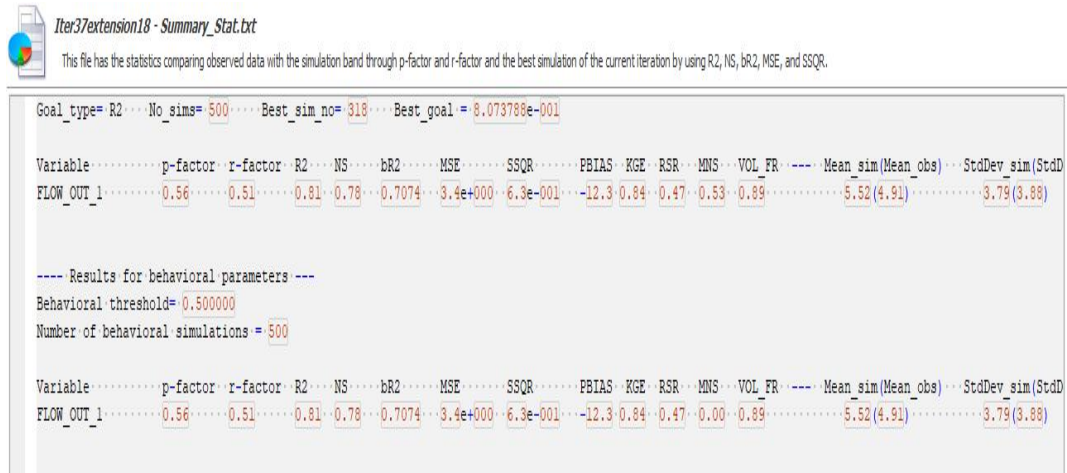 Iter37extension18 - Summary_Stat.txt
This file has the statistics comparing observed data with the simulation band through p-factor and r-factor and the best simulation of the current iteration by using R2, NS, bR2, MSE, and SSQR.
Goal_type= R2 No_sims= 500 Best_sim_no= 318 Best_goal = 8.073788e-001
Variable p-factor r-factor R2 NS bR2 MSE SSQR PBIAS KGE RSR MNS VOL_FR --- Mean_sim(Mean_obs) StdDev_sim(StdD
FLOW_OUT_1 0.56 0.51 0.81 0.78 0.7074 3.4e+000 6.3e-001 -12.3 0.84 0.47 0.53 0.89 5.52(4.91) 3.79(3.88)
---- Results for behavioral parameters ---
Behavioral threshold= 0.500000
Number of behavioral simulations = 500
Variable p-factor r-factor R2 NS bR2 MSE SSQR PBIAS KGE RSR MNS VOL_FR --- Mean_sim(Mean_obs) StdDev_sim(StdD
FLOW_OUT_1 0.56 0.51 0.81 0.78 0.7074 3.4e+000 6.3e-001 -12.3 0.84 0.47 0.00 0.89 5.52(4.91) 3.79(3.88)